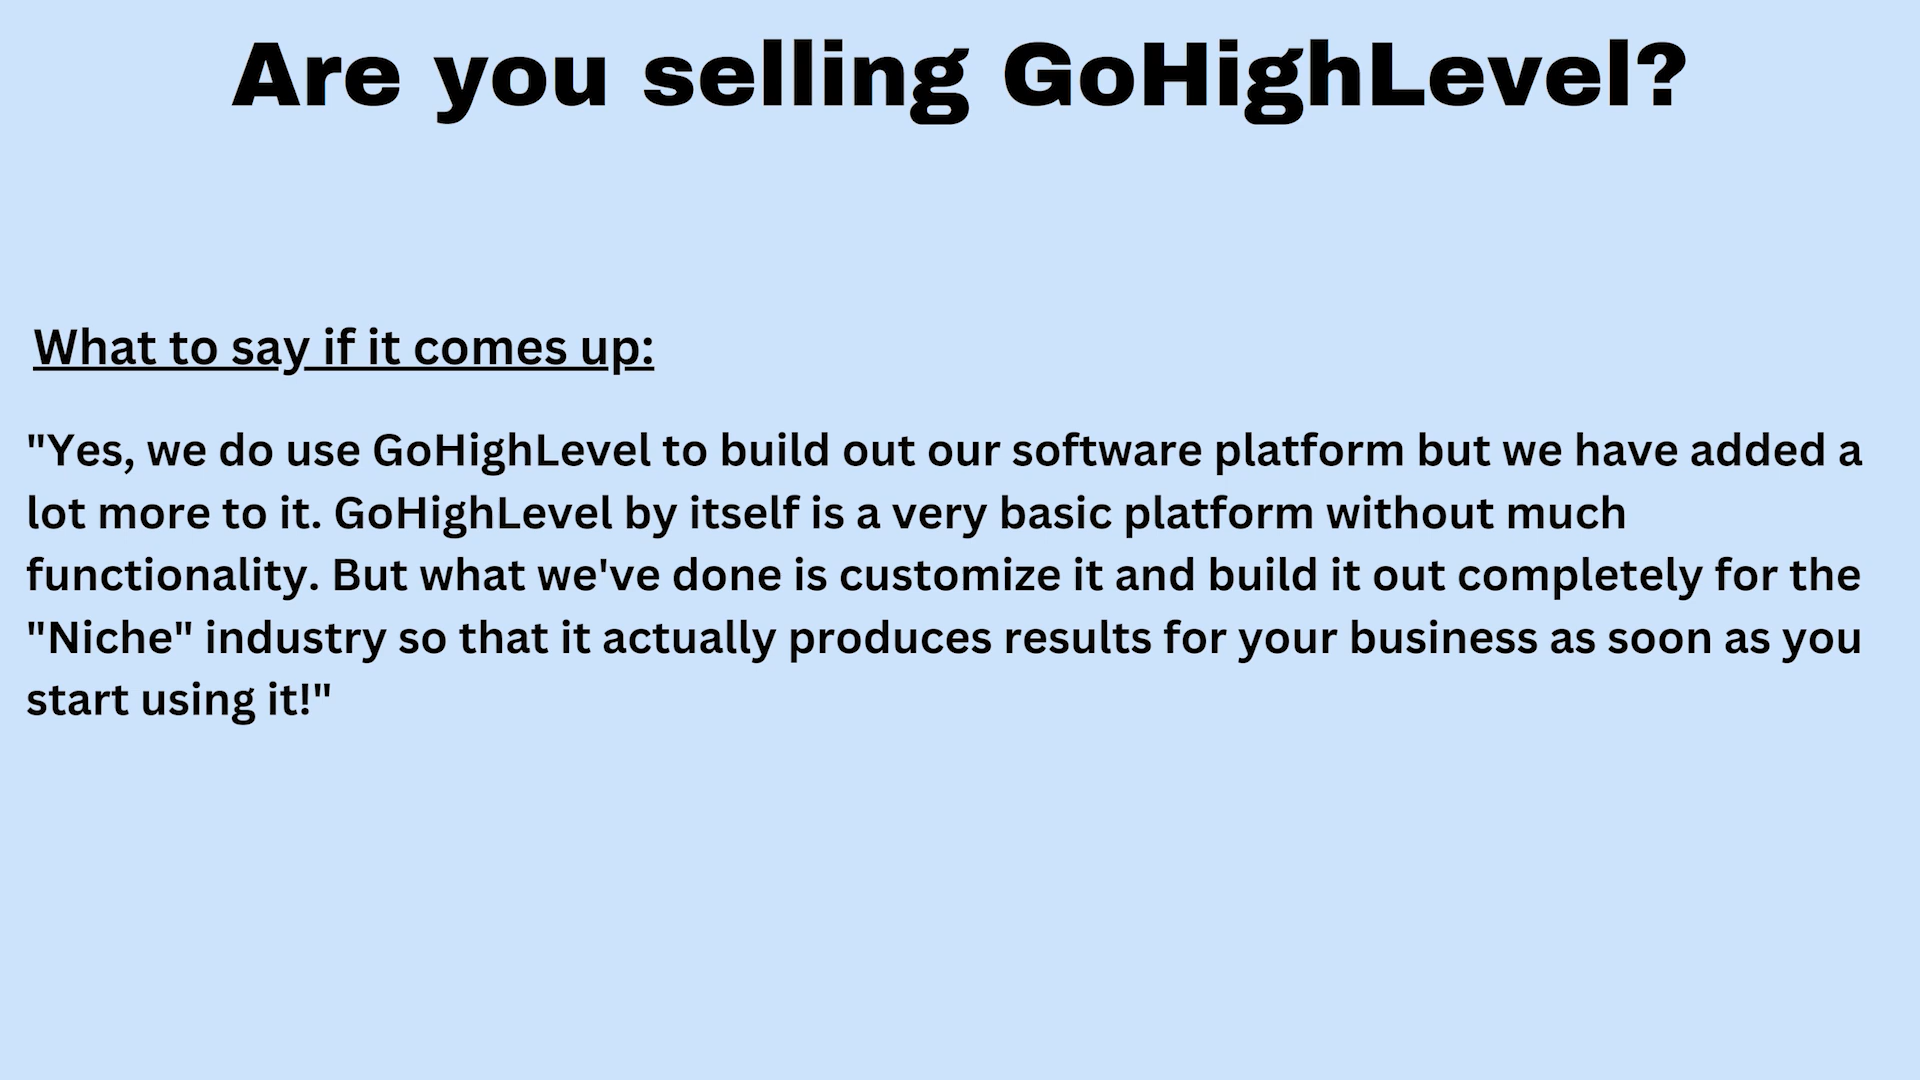 Are you selling GoHighLevel?
What to say if it comes up:
"Yes, we do use GoHighLevel to build out our software platform but we have added a
lot more to it. GoHighLevel by itself is a very basic platform without much
functionality. But what we've done is customize it and build it out completely for the
"Niche" industry so that it actually produces results for your business as soon as you
start using it!"